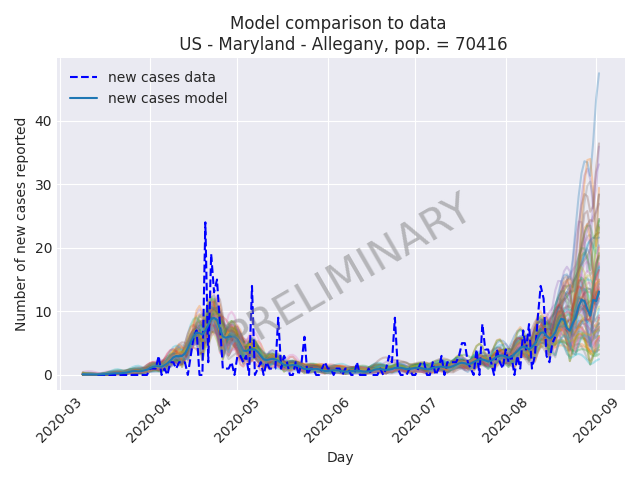 Model comparison to data
US - Maryland - Allegany, pop. = 70416
new cases data
new cases model
Number of new cases reported
40
30
20
10
0
PRELIMINARY
2020-03
2020-04
2020-05
2020-06
2020-07
2020-08
2020-09
Day